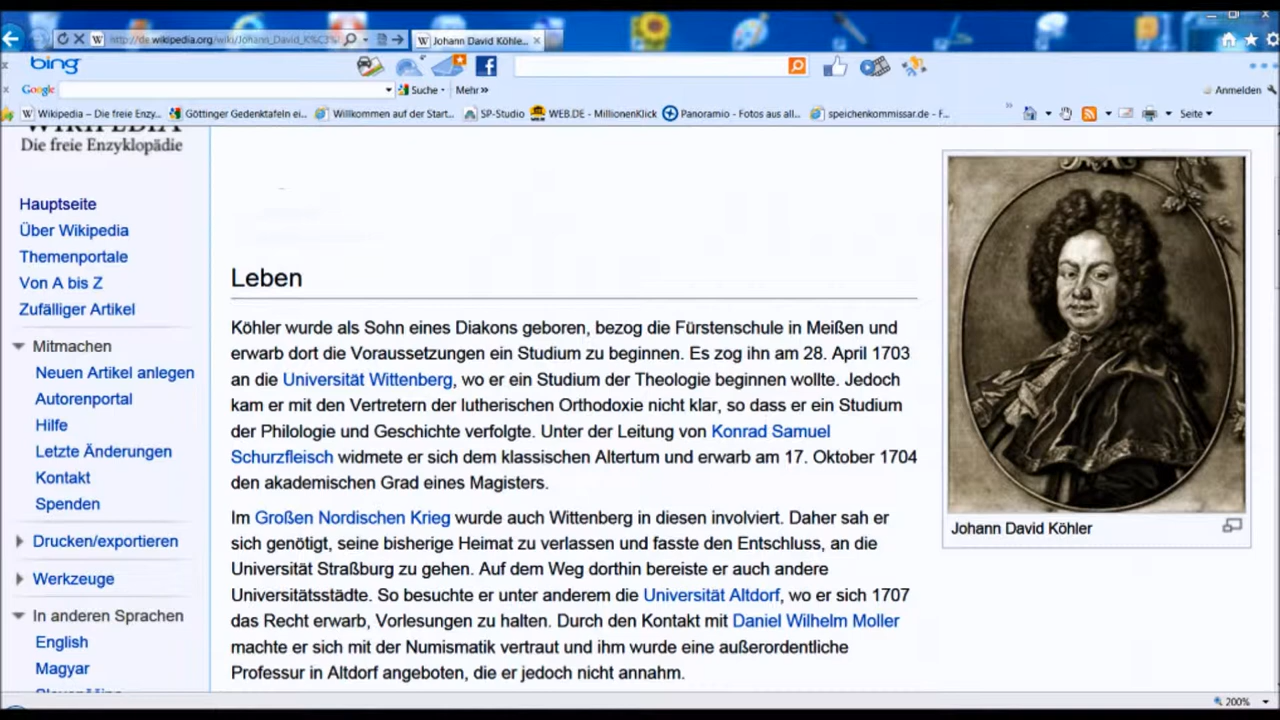 http://de.wikipedia.org/wiki/Johann_David_K%C3%
Johann David Köhle...
bing
Google
Suche
Mehr »
Anmelden
Wikipedia – Die freie Enzy...
Göttinger Gedenktafeln ei...
Willkommen auf der Start...
SP-Studio
WEB.DE - MillionenKlick
Panoramio - Fotos aus all...
speichenkommissar.de - F...
Seite
WIKIPEDIA
Die freie Enzyklopädie
Hauptseite
Über Wikipedia
Themenportale
Von A bis Z
Zufälliger Artikel
Mitmachen
Neuen Artikel anlegen
Autorenportal
Hilfe
Letzte Änderungen
Kontakt
Spenden
Drucken/exportieren
Werkzeuge
In anderen Sprachen
English
Magyar
Leben
Köhler wurde als Sohn eines Diakons geboren, bezog die Fürstenschule in Meißen und
erwarb dort die Voraussetzungen ein Studium zu beginnen. Es zog ihn am 28. April 1703
an die Universität Wittenberg, wo er ein Studium der Theologie beginnen wollte. Jedoch
kam er mit den Vertretern der lutherischen Orthodoxie nicht klar, so dass er ein Studium
der Philologie und Geschichte verfolgte. Unter der Leitung von Konrad Samuel
Schurzfleisch widmete er sich dem klassischen Altertum und erwarb am 17. Oktober 1704
den akademischen Grad eines Magisters.
Im Großen Nordischen Krieg wurde auch Wittenberg in diesen involviert. Daher sah er
sich genötigt, seine bisherige Heimat zu verlassen und fasste den Entschluss, an die
Universität Straßburg zu gehen. Auf dem Weg dorthin bereiste er auch andere
Universitätsstädte. So besuchte er unter anderem die Universität Altdorf, wo er sich 1707
das Recht erwarb, Vorlesungen zu halten. Durch den Kontakt mit Daniel Wilhelm Moller
machte er sich mit der Numismatik vertraut und ihm wurde eine außerordentliche
Professur in Altdorf angeboten, die er jedoch nicht annahm.
Johann David Köhler
200%